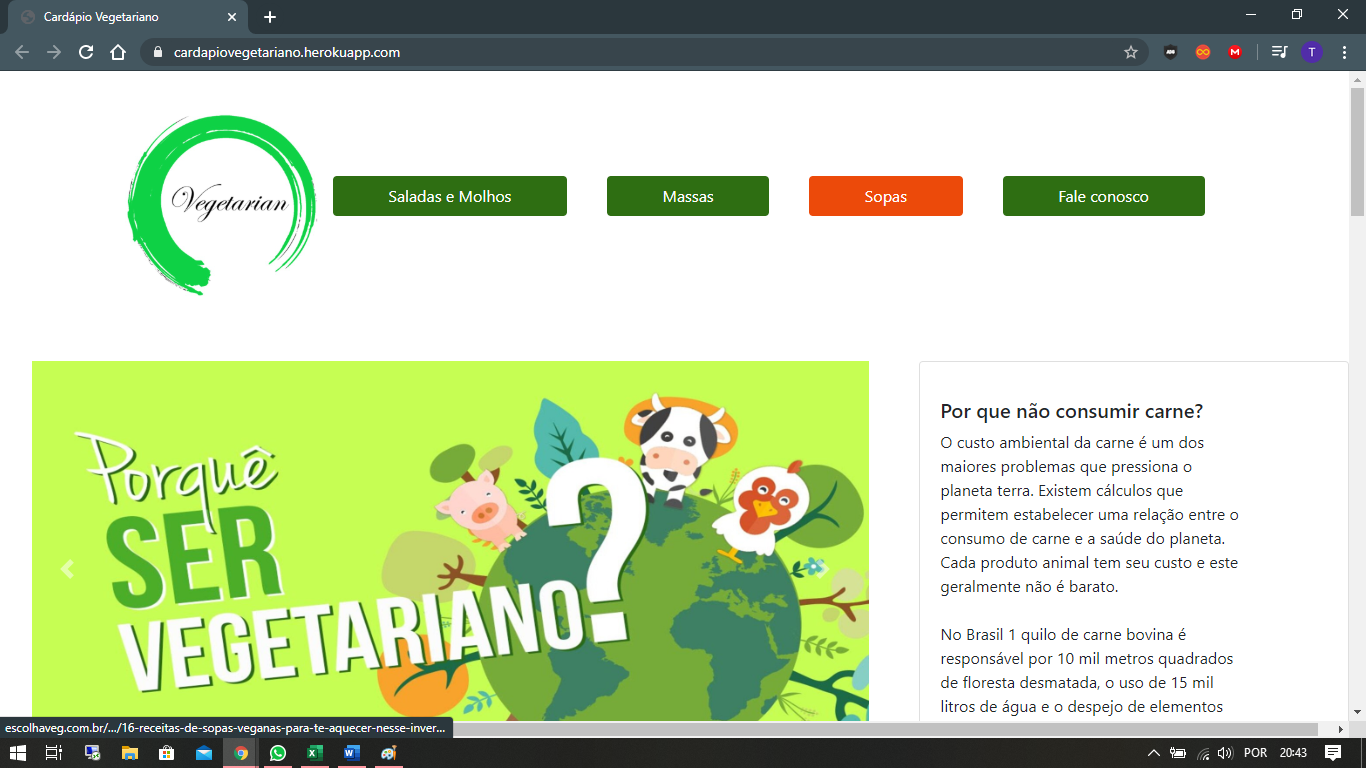 Cardápio Vegetariano
cardapiovegetariano.herokuapp.com
T
Vegetarian
Saladas e Molhos
Massas
Sopas
Fale conosco
Porquê
SER
VEGETARIANO?
Por que não consumir carne?
O custo ambiental da carne é um dos
maiores problemas que pressiona o
planeta terra. Existem cálculos que
permitem estabelecer uma relação entre o
consumo de carne e a saúde do planeta.
Cada produto animal tem seu custo e este
geralmente não é barato.
No Brasil 1 quilo de carne bovina é
responsável por 10 mil metros quadrados
de floresta desmatada, o uso de 15 mil
litros de água e o despejo de elementos
escolhaveg.com.br/.../16-receitas-de-sopas-veganas-para-te-aquecer-nesse-inver...
POR
20:43